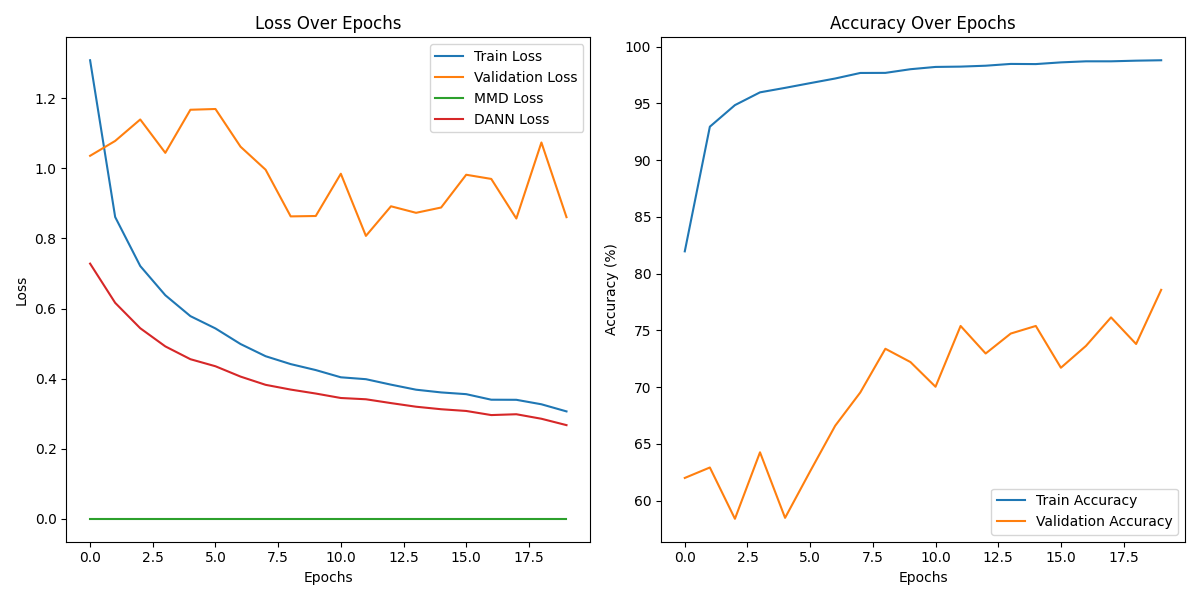 Loss Over Epochs
Train Loss
Validation Loss
MMD Loss
DANN Loss
1.2
1.0
0.8
0.6
0.4
0.2
0.0
Loss
0.0 2.5 5.0 7.5 10.0 12.5 15.0 17.5
Epochs
Accuracy Over Epochs
100
95
90
85
80
75
70
65
60
Accuracy (%)
Train Accuracy
Validation Accuracy
0.0 2.5 5.0 7.5 10.0 12.5 15.0 17.5
Epochs